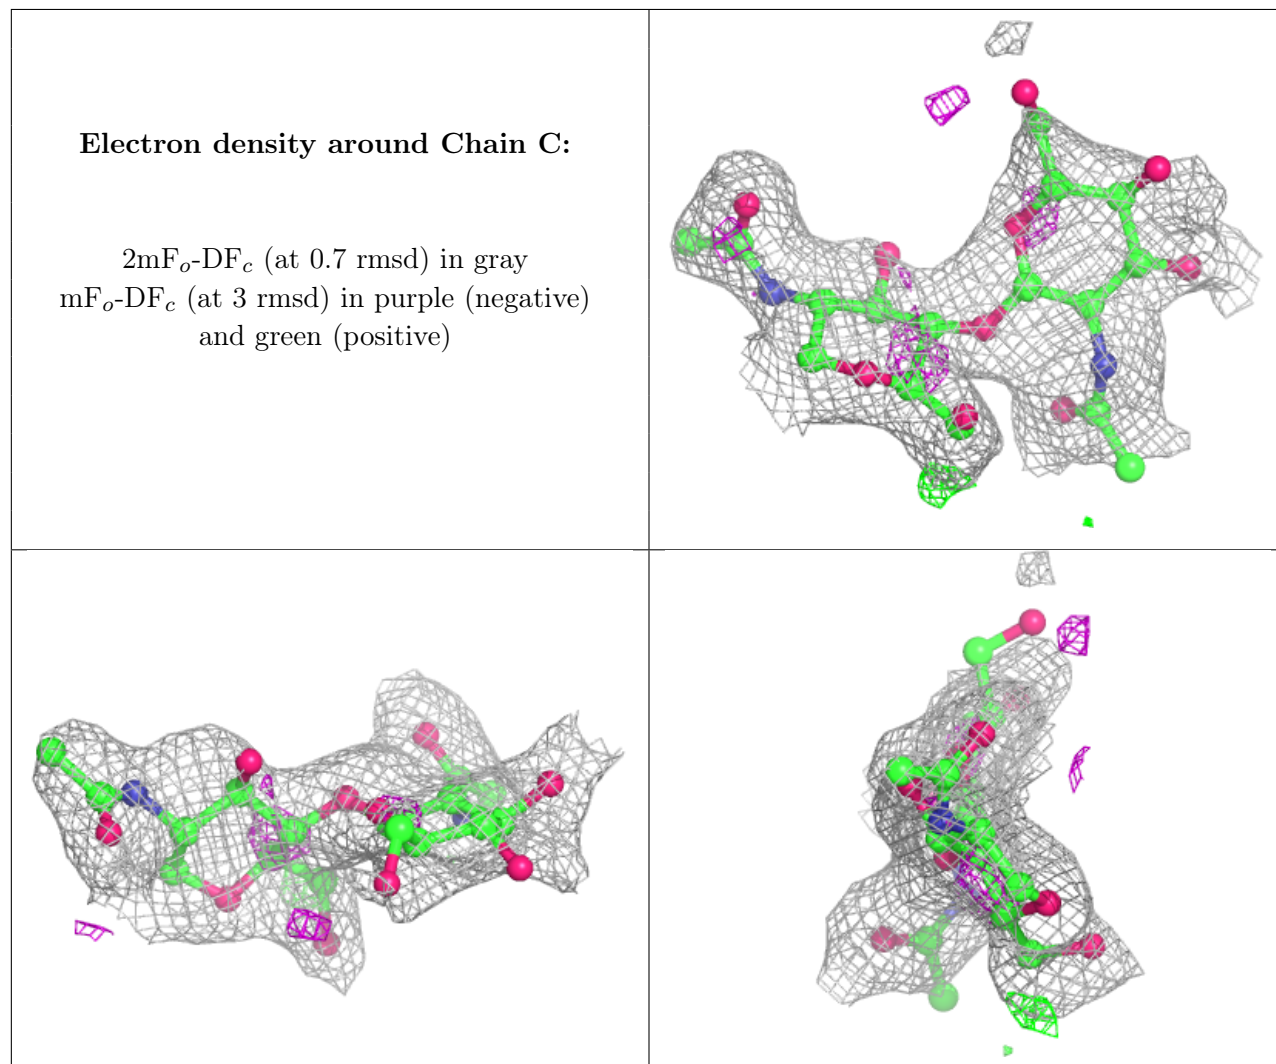 Electron density around Chain C:
2mFo-DFc (at 0.7 rmsd) in gray
mFo-DFc (at 3 rmsd) in purple (negative)
and green (positive)